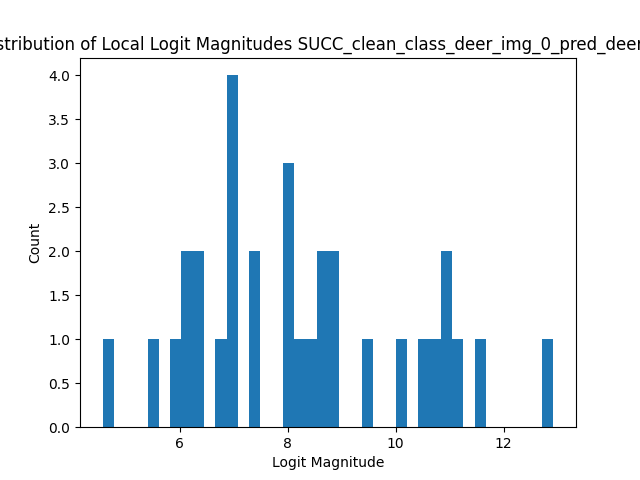 stribution of Local Logit Magnitudes SUCC_clean_class_deer_img_0_pred_deer
4.0
3.5
3.0
2.5
2.0
1.5
1.0
0.5
0.0
Count
6 8 10 12
Logit Magnitude